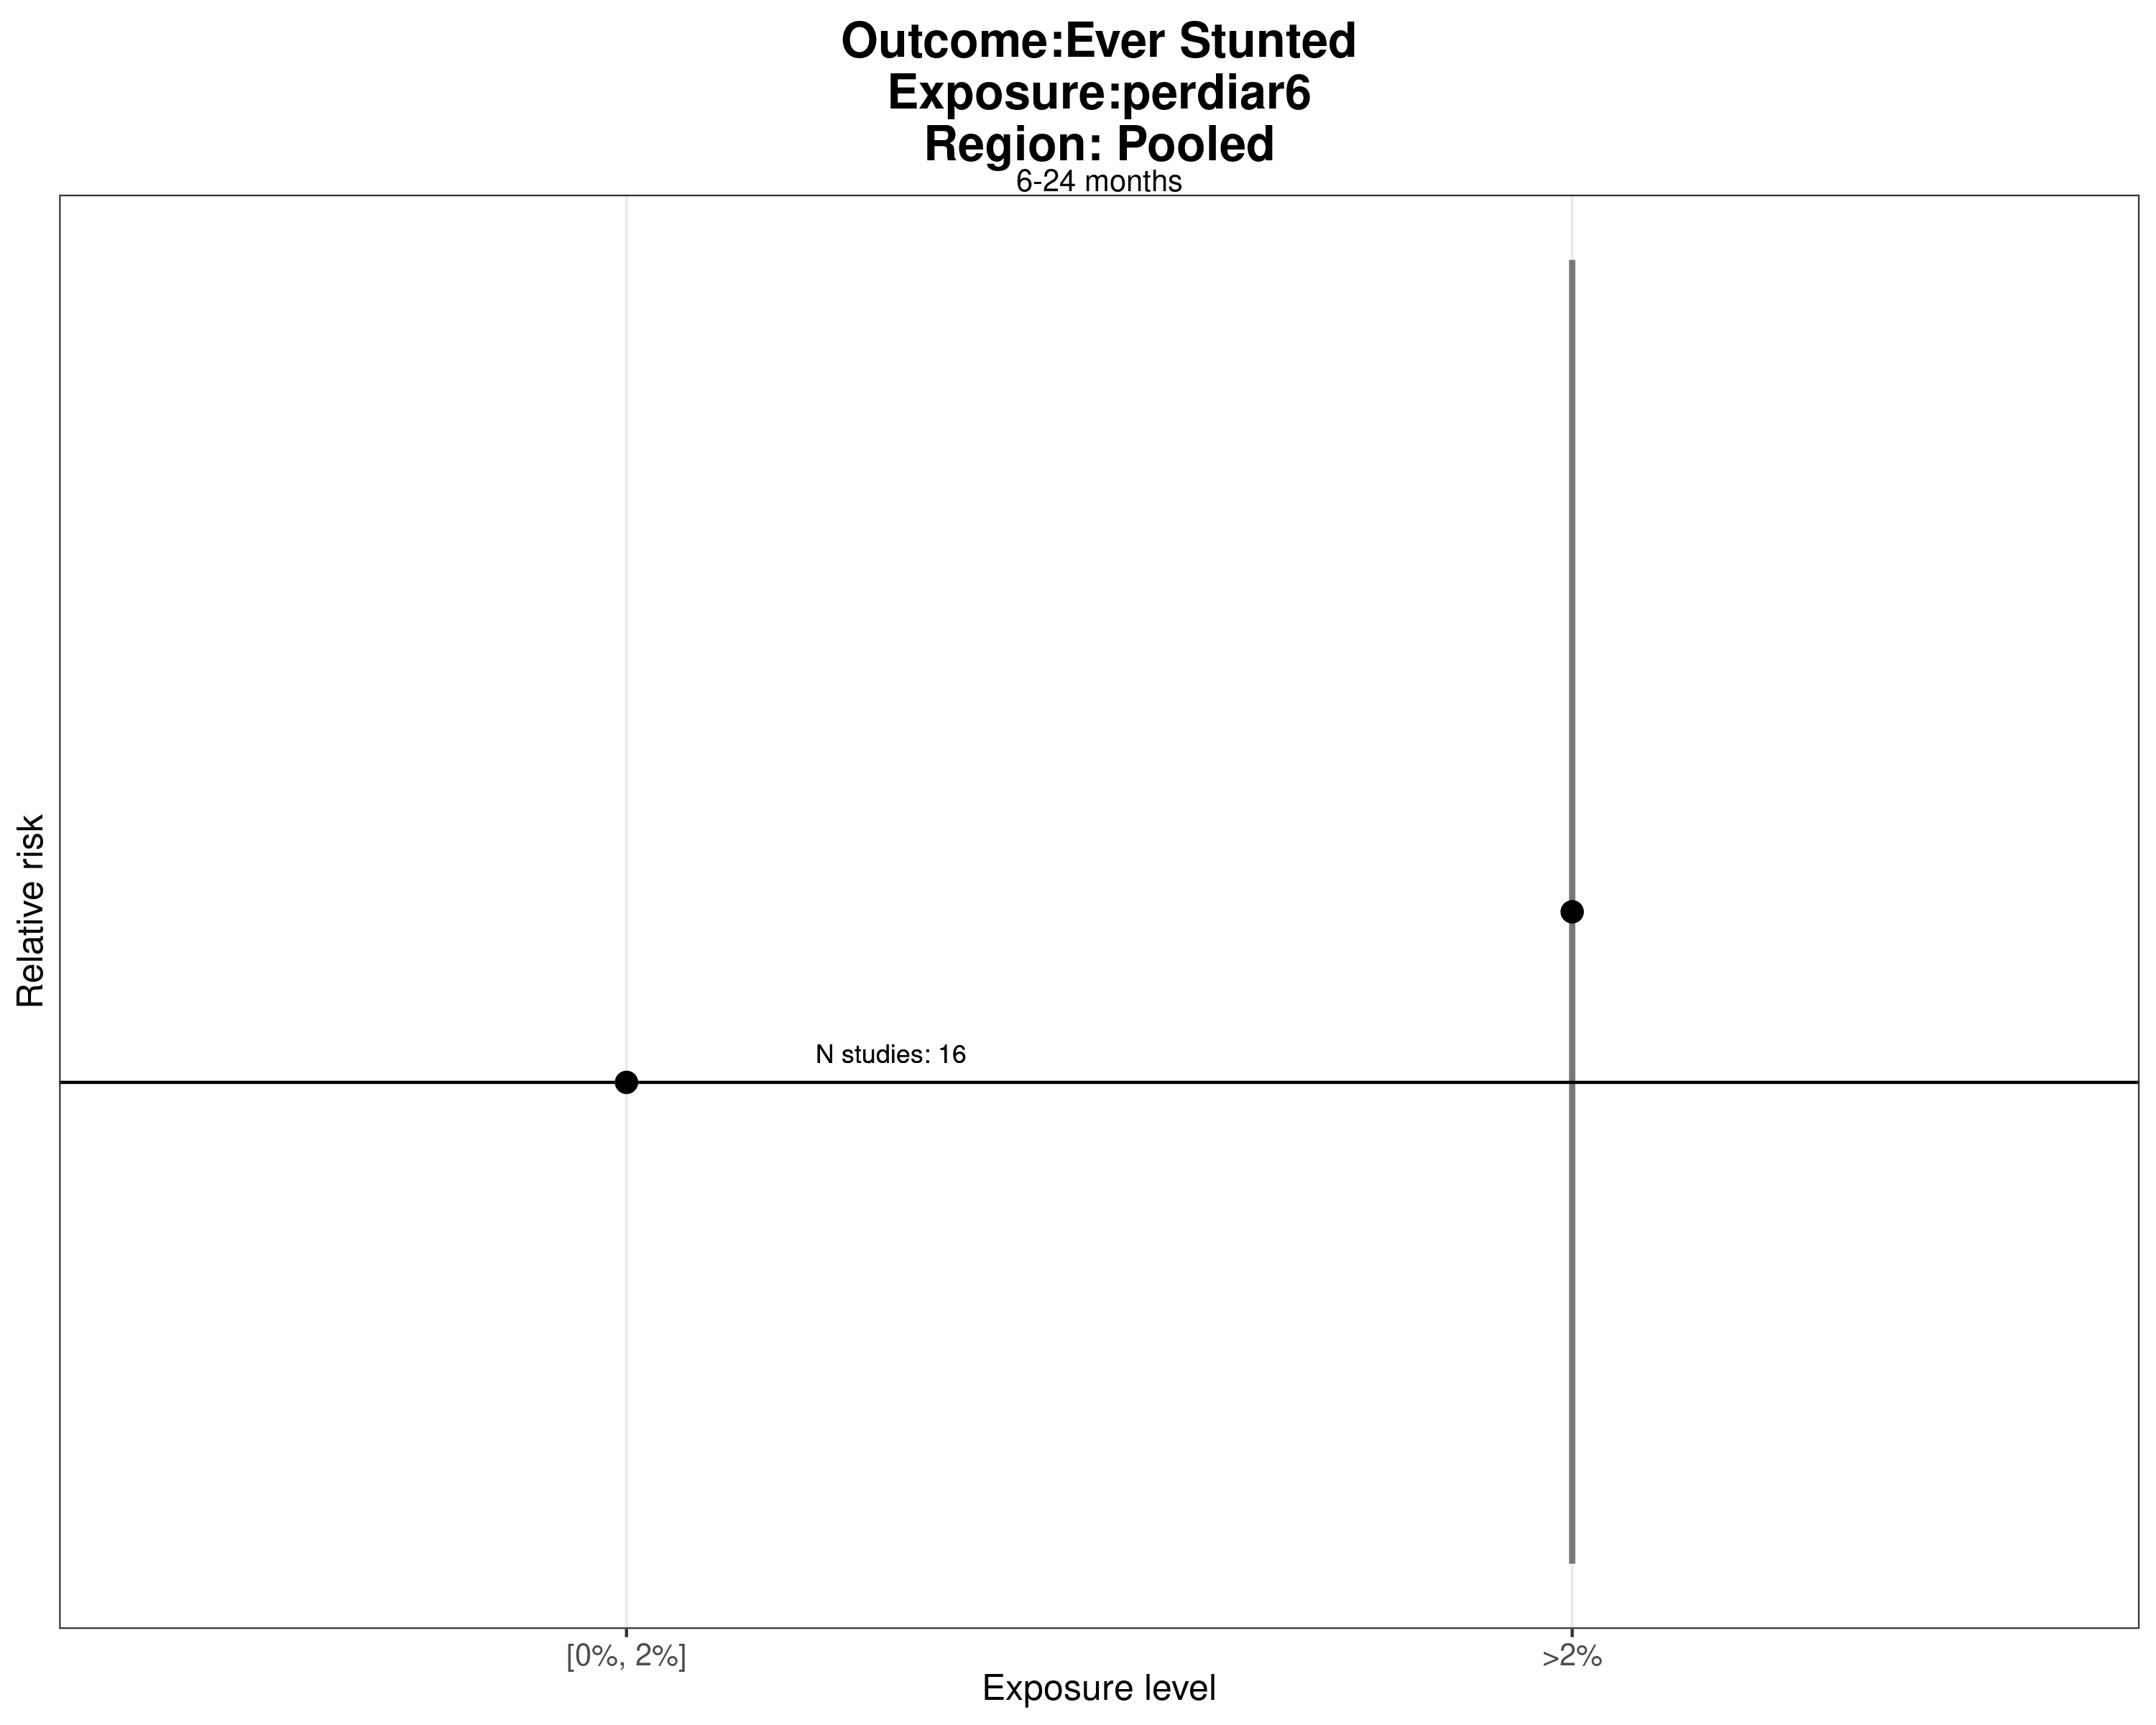 Outcome:Ever Stunted
Exposure:perdiar6
Region: Pooled
6-24 months
Relative risk
N studies: 16
[0%, 2%]
>2%
Exposure level